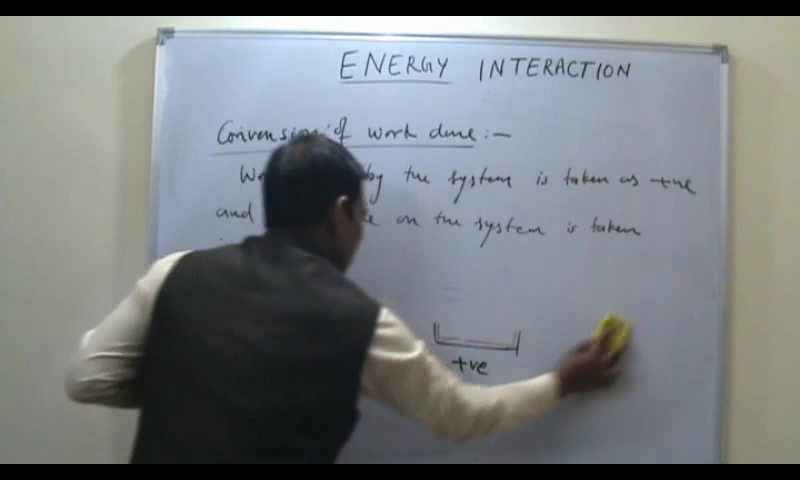 ENERGY INTERACTION
Convension of work done :-
by the system is taken as +ve
and on the system is taken
+ve